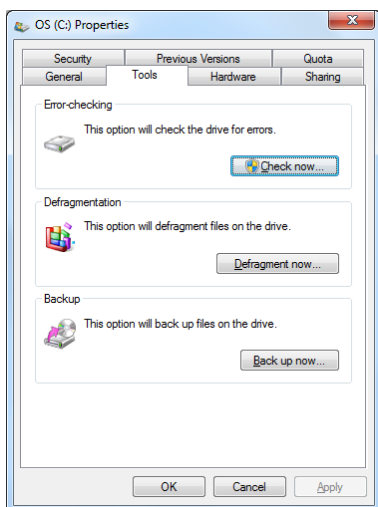 OS (C:) Properties
Security Previous Versions Quota
General Tools Hardware Sharing
Error-checking
This option will check the drive for errors.
Check now...
Defragmentation
This option will defragment files on the drive.
Defragment now...
Backup
This option will back up files on the drive.
Back up now...
OK Cancel Apply